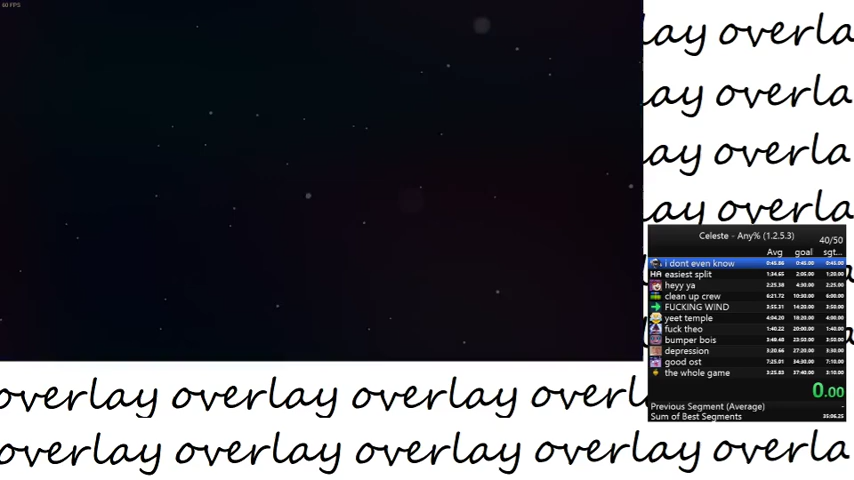 60 FPS
lay overla
lay overla
lay overla
lay overla
Celeste - Any% (1.2.5.3)
40/50
Avg goal sgt...
i dont even know 0:45.86 0:45.00 0:45.00
HA easiest split 1:34.65 2:05.00 1:20.00
heyy ya 2:25.38 4:30.00 2:25.00
clean up crew 6:21.72 10:30.00 6:00.00
FUCKING WIND 3:55.31 14:20.00 3:50.00
yeet temple 4:04.20 18:20.00 4:00.00
fuck theo 1:40.22 20:00.00 1:40.00
bumper bois 3:48.48 23:50.00 3:50.00
depression 3:20.66 27:20.00 3:30.00
good ost 7:25.01 34:30.00 7:10.00
the whole game 3:25.83 37:40.00 3:10.00
0.00
Previous Segment (Average) -
Sum of Best Segments 35:06.25
overlay overlay overlay overl
overlay overlay overlay overlay overla